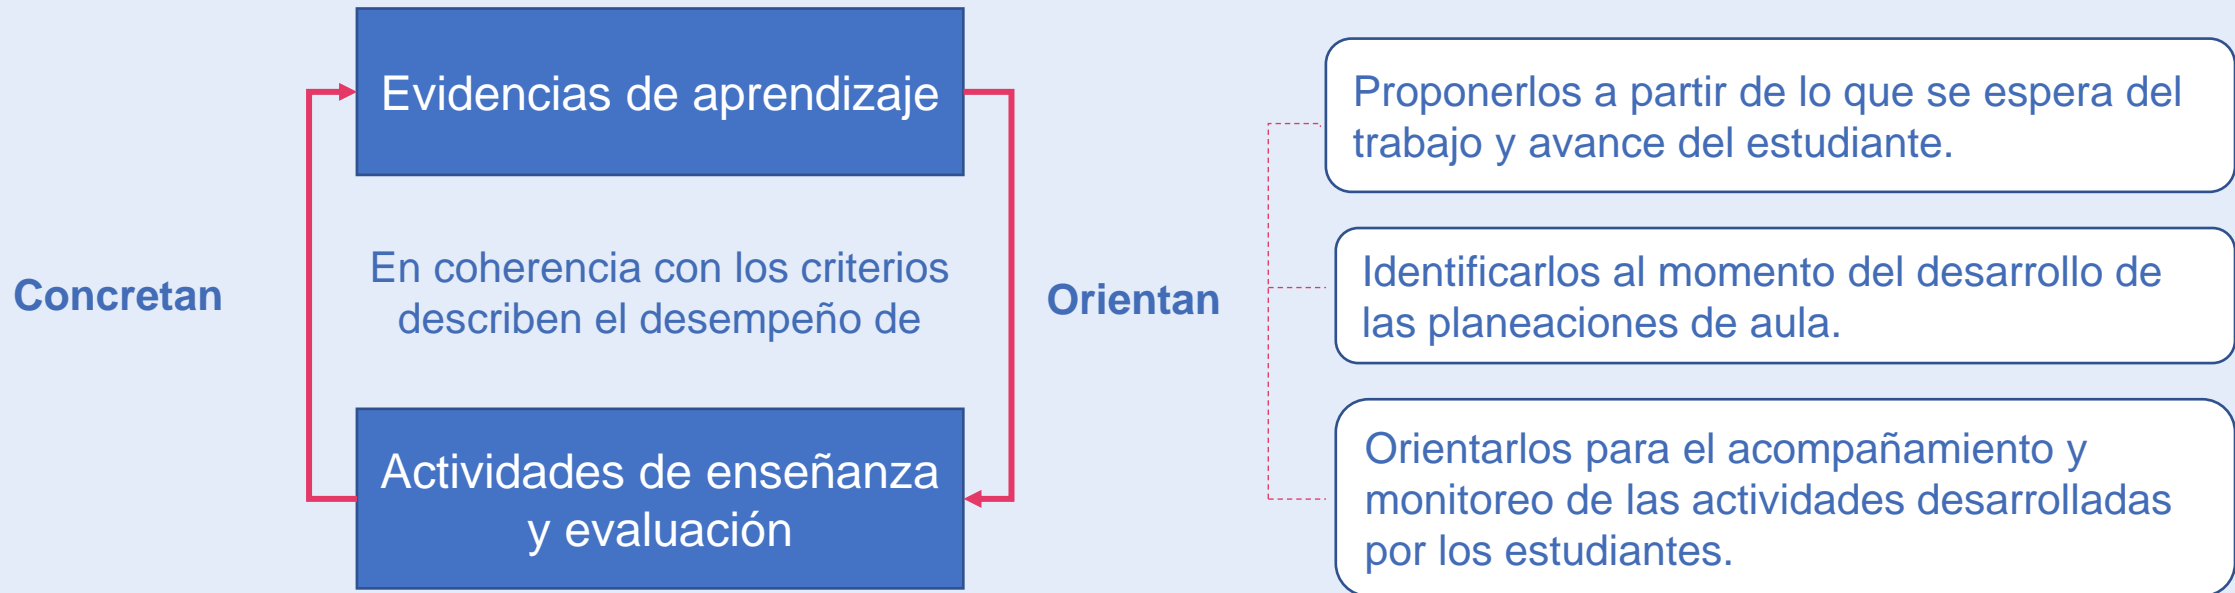 Concretan
Evidencias de aprendizaje
En coherencia con los criterios
describen el desempeño de
Actividades de enseñanza
y evaluación
Orientan
Proponerlos a partir de lo que se espera del
trabajo y avance del estudiante.
Identificarlos al momento del desarrollo de
las planeaciones de aula.
Orientarlos para el acompañamiento y
monitoreo de las actividades desarrolladas
por los estudiantes.